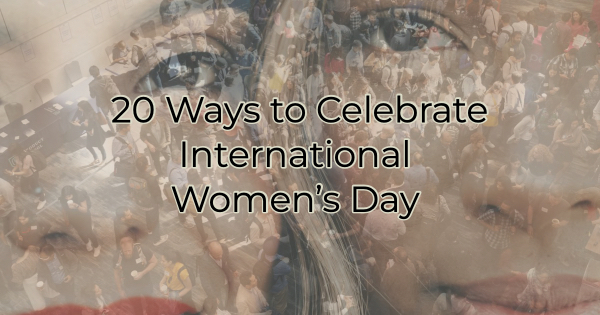 20 Ways to Celebrate
International
Women’s Day